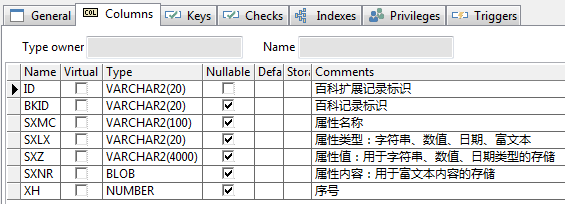 General Columns Keys Checks Indexes Privileges Triggers
Type owner Name
Name Virtual Type Nullable Defa Stora Comments
ID VARCHAR2(20) 百科扩展记录标识
BKID VARCHAR2(20) 百科记录标识
SXMC VARCHAR2(100) 属性名称
SXLX VARCHAR2(20) 属性类型：字符串、数值、日期、富文本
SXZ VARCHAR2(4000) 属性值：用于字符串、数值、日期类型的存储
SXNR BLOB 属性内容：用于富文本内容的存储
XH NUMBER 序号